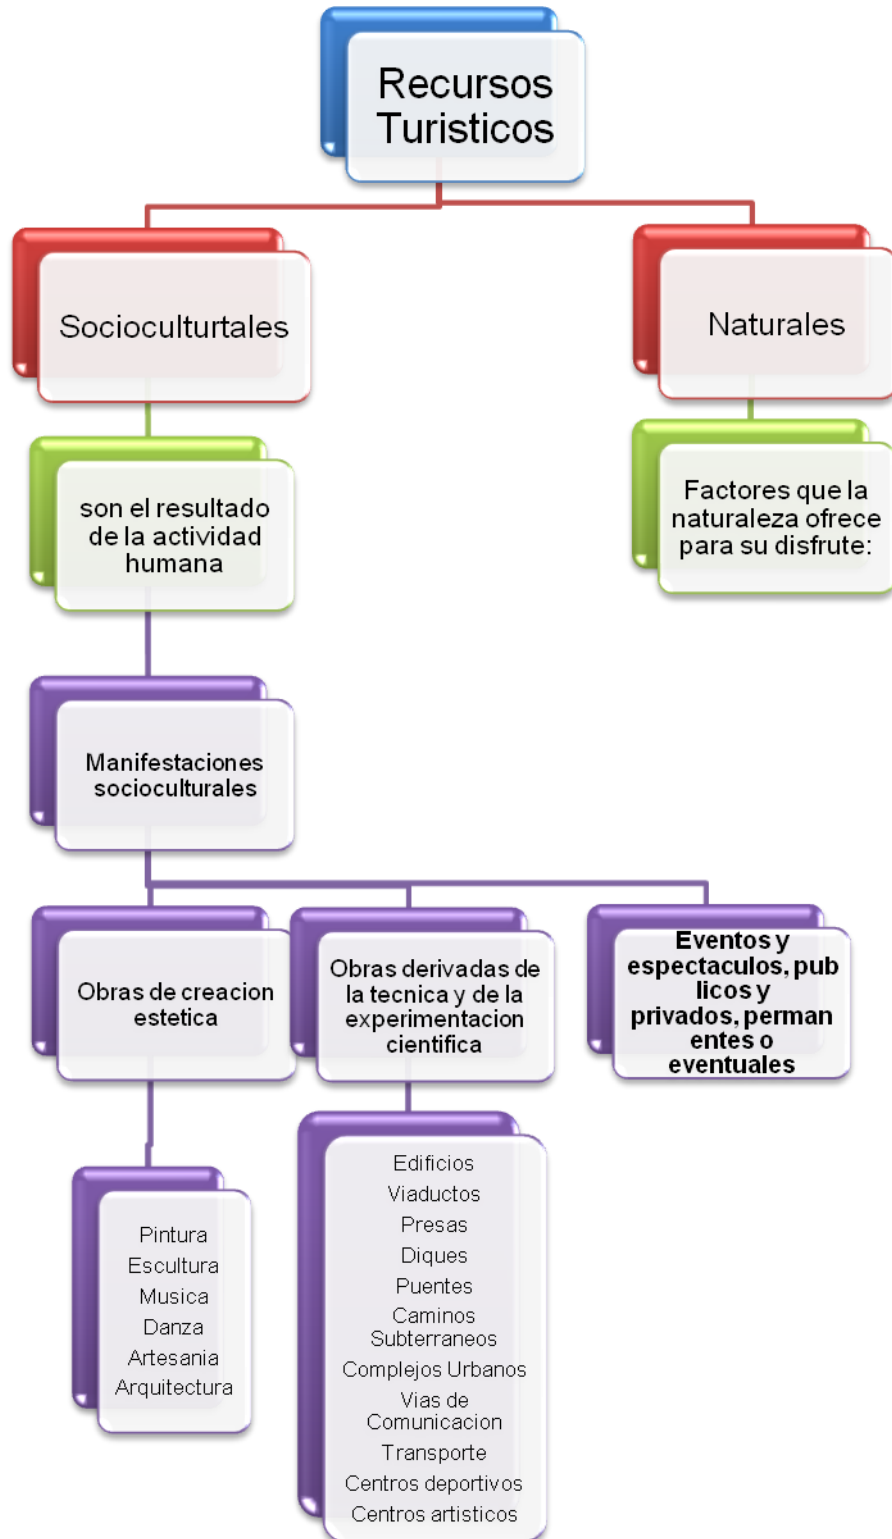 Recursos
Turisticos
Socioculturtales
Naturales
son el resultado
de la actividad
humana
Factores que la
naturaleza ofrece
para su disfrute:
Manifestaciones
socioculturales
Obras de creacion
estetica
Obras derivadas de
la tecnica y de la
experimentacion
cientifica
Eventos y
espectaculos, pub
licos y
privados, perman
entes o
eventuales
Pintura
Escultura
Musica
Danza
Artesania
Arquitectura
Edificios
Viaductos
Presas
Diques
Puentes
Caminos
Subterraneos
Complejos Urbanos
Vias de
Comunicacion
Transporte
Centros deportivos
Centros artisticos